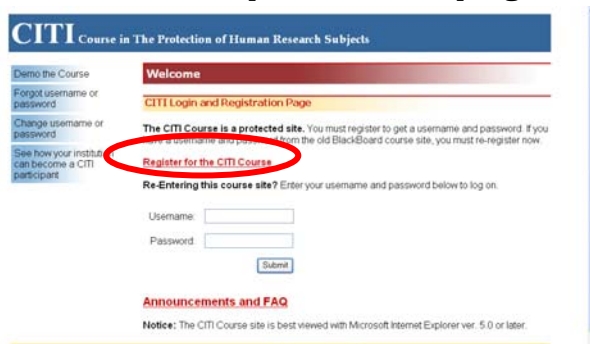 CITI Course in The Protection of Human Research Subjects
Demo the Course
Forgot username or
password
Change username or
password
See how your institution
can become a CITI
participant
Welcome
CITI Login and Registration Page
The CITI Course is a protected site. You must register to get a username and password. If you
have a username and password from the old BlackBoard course site, you must re-register now.
Register for the CITI Course
Re-Entering this course site? Enter your username and password below to log on.
Username:
Password:
Submit
Announcements and FAQ
Notice: The CITI Course site is best viewed with Microsoft Internet Explorer ver. 5.0 or later.